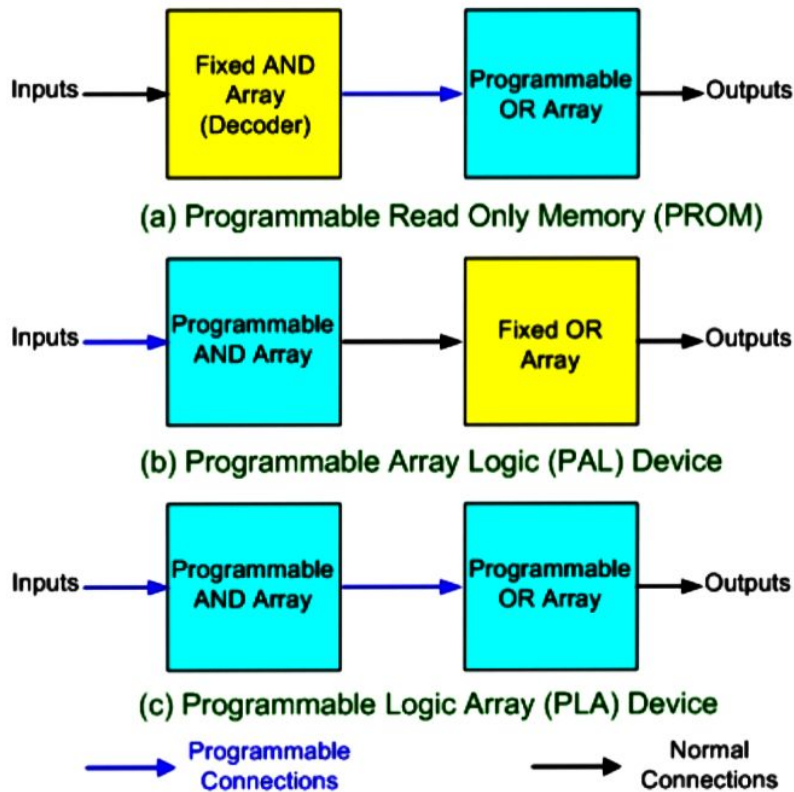 Inputs
Fixed AND
Array
(Decoder)
Programmable
OR Array
Outputs
(a) Programmable Read Only Memory (PROM)
Inputs
Programmable
AND Array
Fixed OR
Array
Outputs
(b) Programmable Array Logic (PAL) Device
Inputs
Programmable
AND Array
Programmable
OR Array
Outputs
(c) Programmable Logic Array (PLA) Device
Programmable
Connections
Normal
Connections